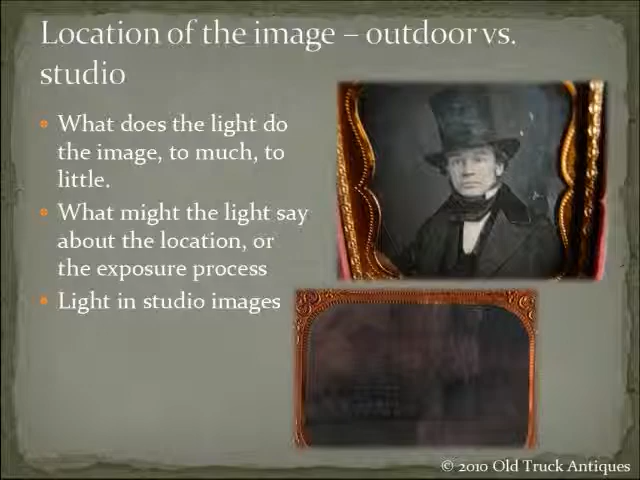 Location of the image – outdoor vs.
studio
What does the light do
the image, to much, to
little.
What might the light say
about the location, or
the exposure process
Light in studio images
© 2010 Old Truck Antiques